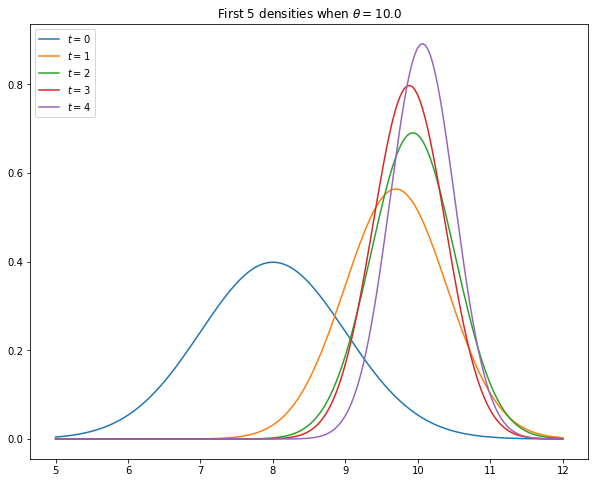 First 5 densities when θ = 10.0
t = 0
t = 1
t = 2
t = 3
t = 4
0.8
0.6
0.4
0.2
0.0
5 6 7 8 9 10 11 12